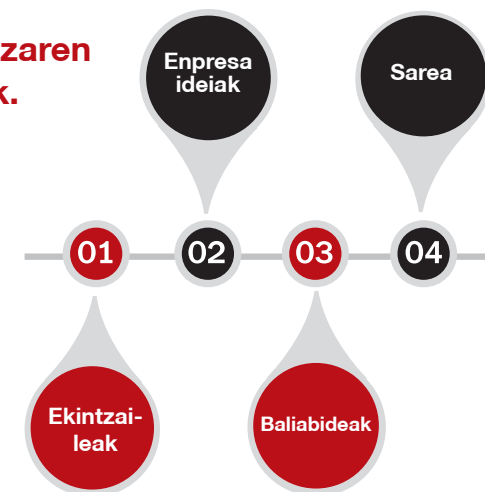 zaren
k.
Enpresa
ideiak
Sarea
01
02
03
04
Ekintzai-
leak
Baliabideak